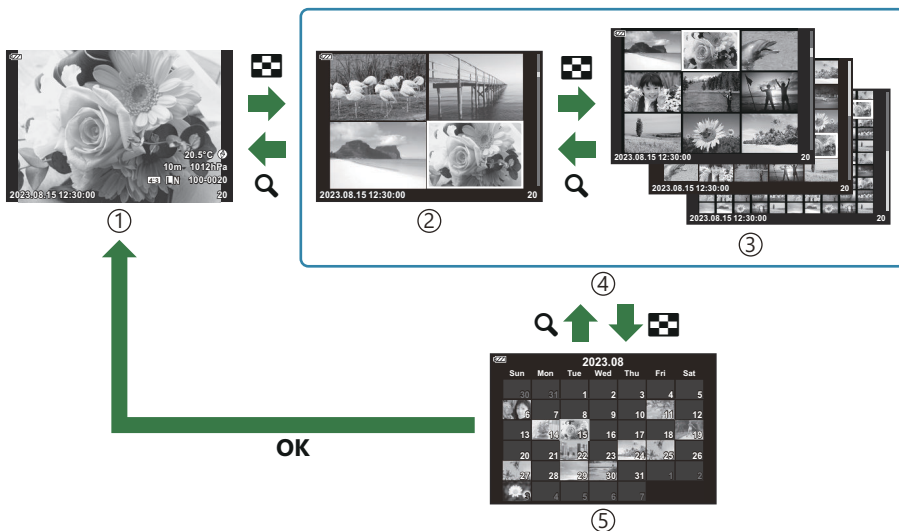 20.5°C
10m 1012hPa
4:3 LN 100-0020
2023.08.15 12:30:00 20
①
2023.08.15 12:30:00 20
②
2023.08.15 12:30:00 20
2023.08.15 12:30:00 20
2023.08.15 12:30:00 20
③
④
2023.08
Sun Mon Tue Wed Thu Fri Sat
30 31 1 2 3 4 5
6 7 8 9 10 11 12
13 14 15 16 17 18 19
20 21 22 23 24 25 26
27 28 29 30 31 1 2
3 4 5 6 7
OK
⑤